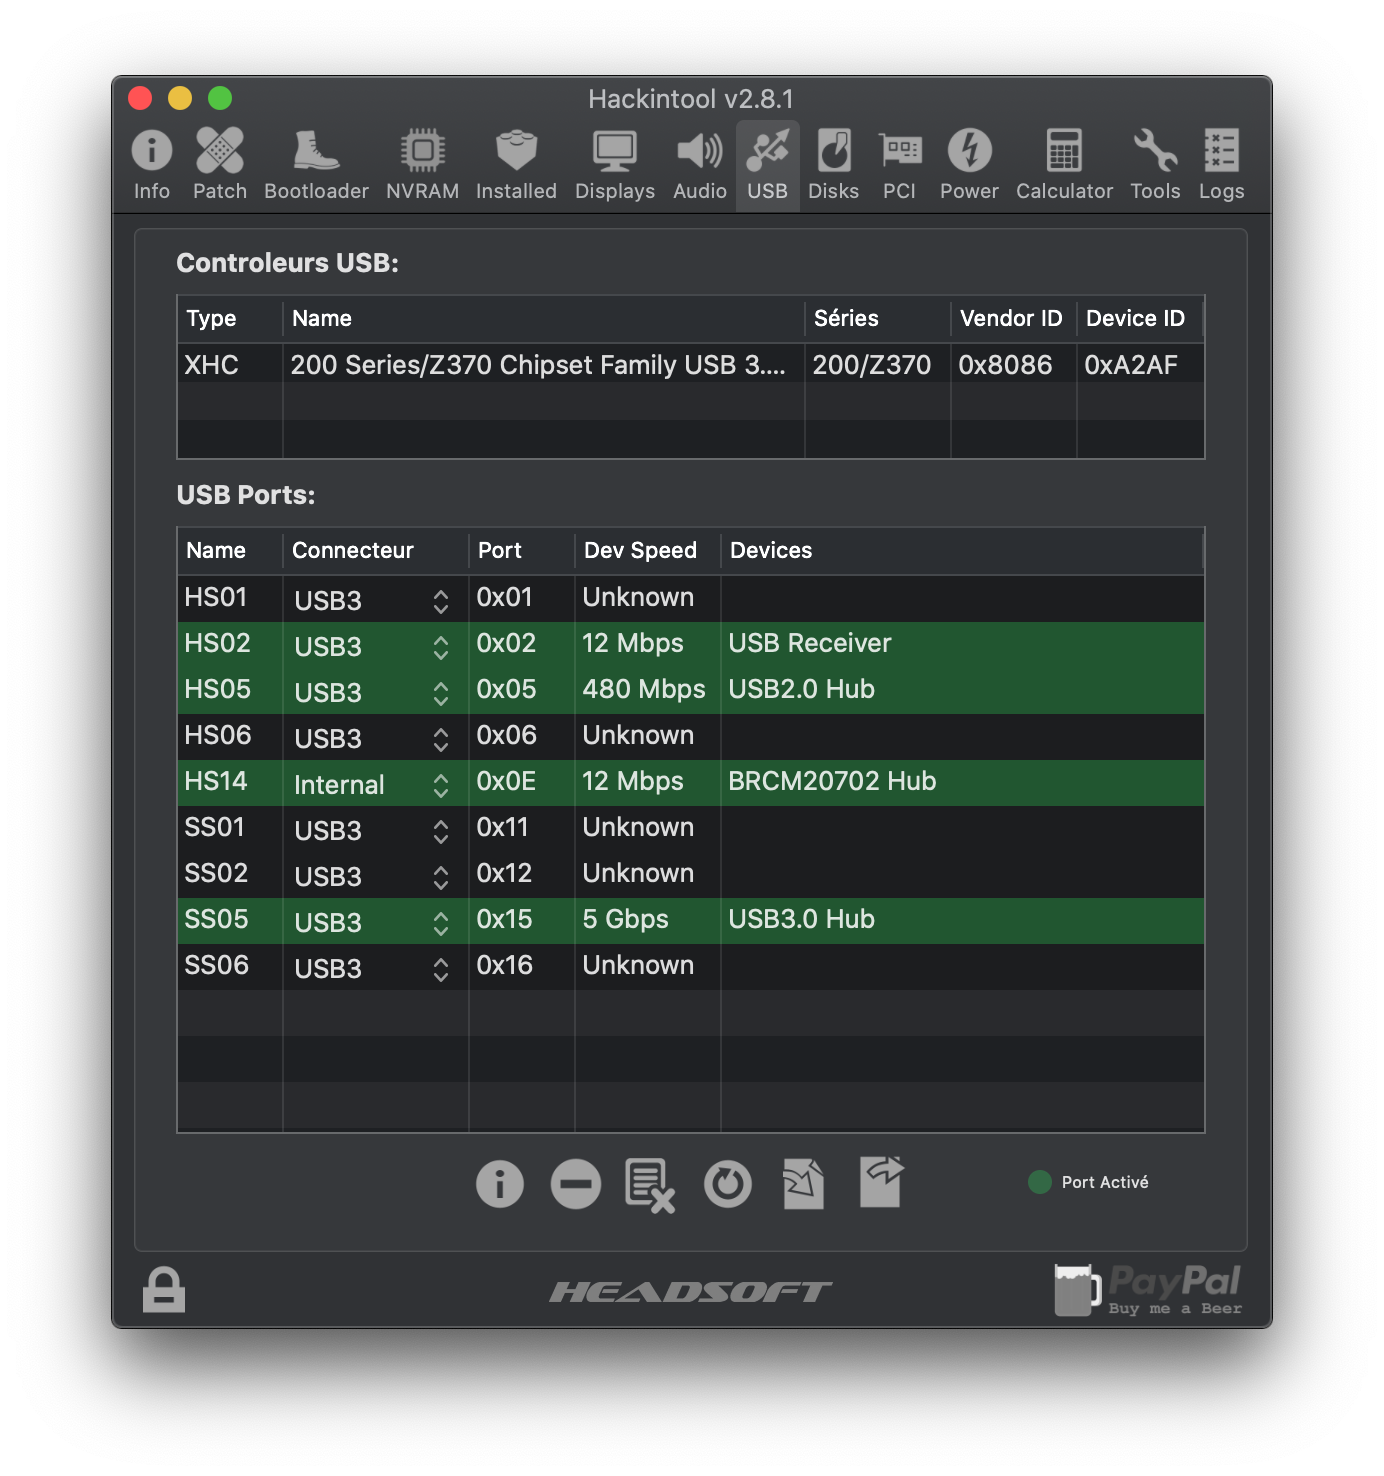 Hackintool v2.8.1
Info Patch Bootloader NVRAM Installed Displays Audio USB Disks PCI Power Calculator Tools Logs
Controleurs USB:
Type Name Séries Vendor ID Device ID
XHC 200 Series/Z370 Chipset Family USB 3.... 200/Z370 0x8086 0xA2AF
USB Ports:
Name Connecteur Port Dev Speed Devices
HS01 USB3 0x01 Unknown
HS02 USB3 0x02 12 Mbps USB Receiver
HS05 USB3 0x05 480 Mbps USB2.0 Hub
HS06 USB3 0x06 Unknown
HS14 Internal 0x0E 12 Mbps BRCM20702 Hub
SS01 USB3 0x11 Unknown
SS02 USB3 0x12 Unknown
SS05 USB3 0x15 5 Gbps USB3.0 Hub
SS06 USB3 0x16 Unknown
Port Activé
HEADSOFT
PayPal
Buy me a Beer